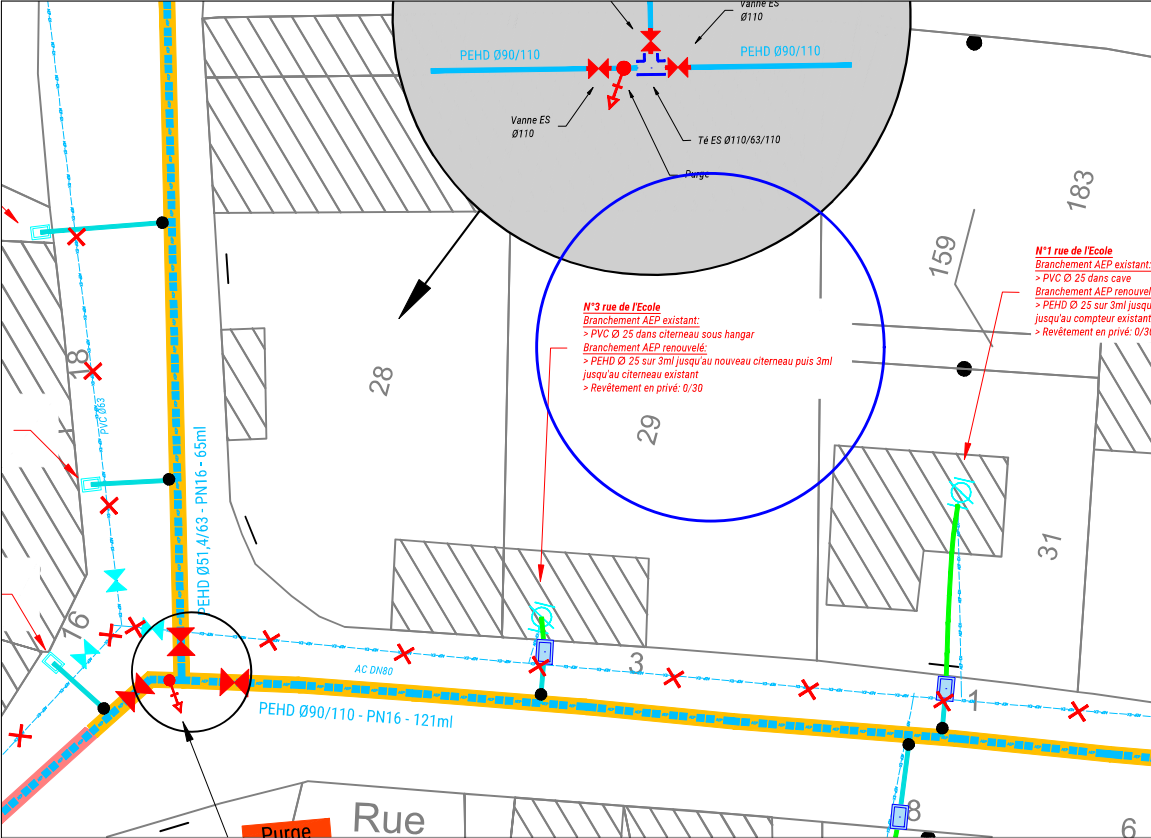 Vanne ES
Ø110
PEHD Ø90/110
PEHD Ø90/110
Vanne ES
Ø110
Té ES Ø110/63/110
Purge
183
159
N°1 rue de l'Ecole
Branchement AEP existant:
> PVC Ø 25 dans cave
Branchement AEP renouvel
> PEHD Ø 25 sur 3ml jusqu
jusqu'au compteur existant
> Revêtement en privé: 0/30
N°3 rue de l'Ecole
Branchement AEP existant:
> PVC Ø 25 dans citerneau sous hangar
Branchement AEP renouvelé:
> PEHD Ø 25 sur 3ml jusqu'au nouveau citerneau puis 3ml
jusqu'au citerneau existant
> Revêtement en privé: 0/30
18
28
29
PVC Ø63
PEHD Ø51,4/63 - PN16 - 65ml
31
16
3
AC DN80
1
PEHD Ø90/110 - PN16 - 121ml
Purge
Rue
8
6